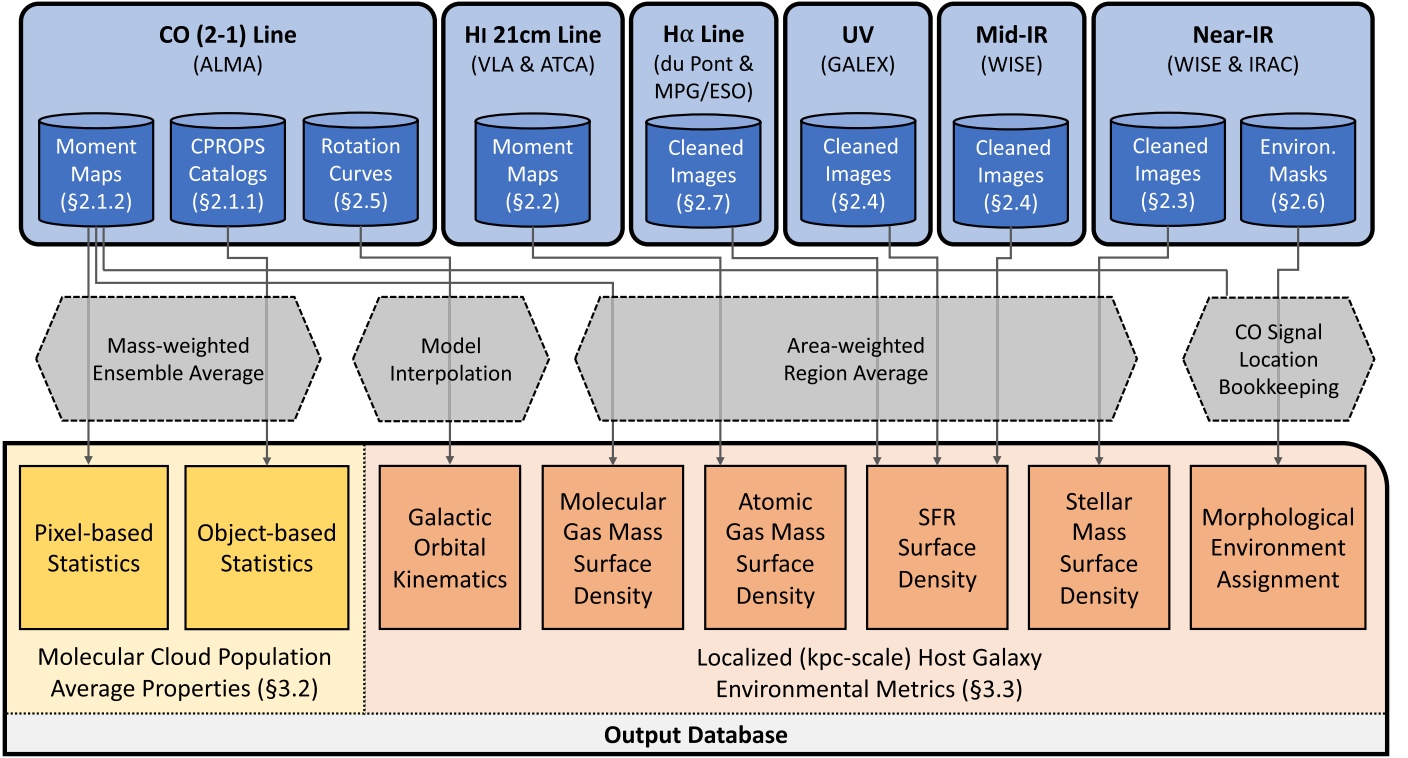 CO (2-1) Line
(ALMA)
Moment
Maps
(§2.1.2)
CPROPS
Catalogs
(§2.1.1)
Rotation
Curves
(§2.5)
HI 21cm Line
(VLA & ATCA)
Moment
Maps
(§2.2)
Hα Line
(du Pont &
MPG/ESO)
Cleaned
Images
(§2.7)
UV
(GALEX)
Cleaned
Images
(§2.4)
Mid-IR
(WISE)
Cleaned
Images
(§2.4)
Near-IR
(WISE & IRAC)
Cleaned
Images
(§2.3)
Environ.
Masks
(§2.6)
Mass-weighted
Ensemble Average
Model
Interpolation
Area-weighted
Region Average
CO Signal
Location
Bookkeeping
Pixel-based
Statistics
Object-based
Statistics
Molecular Cloud Population
Average Properties (§3.2)
Galactic
Orbital
Kinematics
Molecular
Gas Mass
Surface
Density
Atomic
Gas Mass
Surface
Density
SFR
Surface
Density
Stellar
Mass
Surface
Density
Morphological
Environment
Assignment
Localized (kpc-scale) Host Galaxy
Environmental Metrics (§3.3)
Output Database